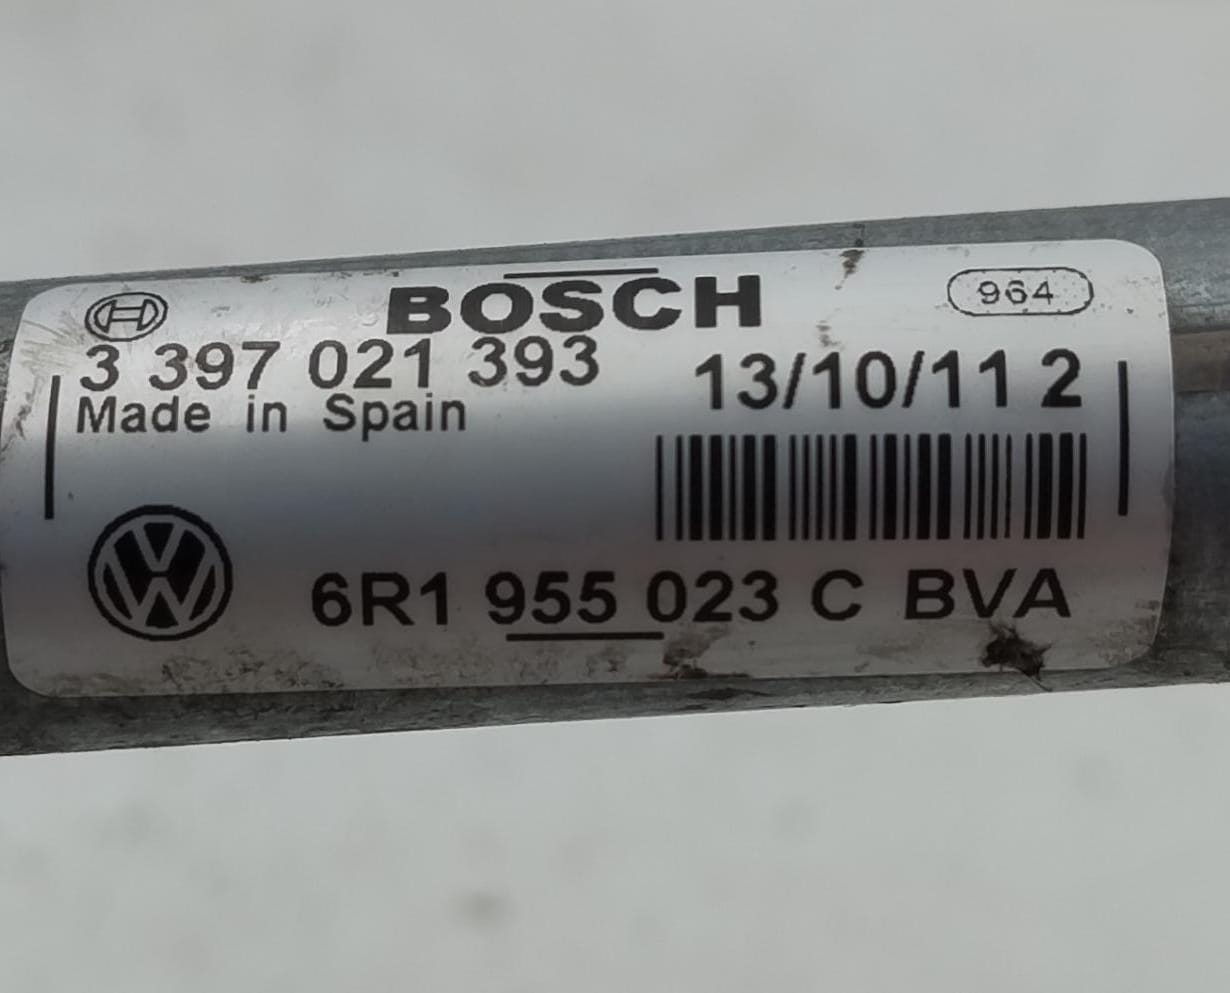 BOSCH
964
3 397 021 393
13/10/11 2
Made in Spain
6R1 955 023 C BVA